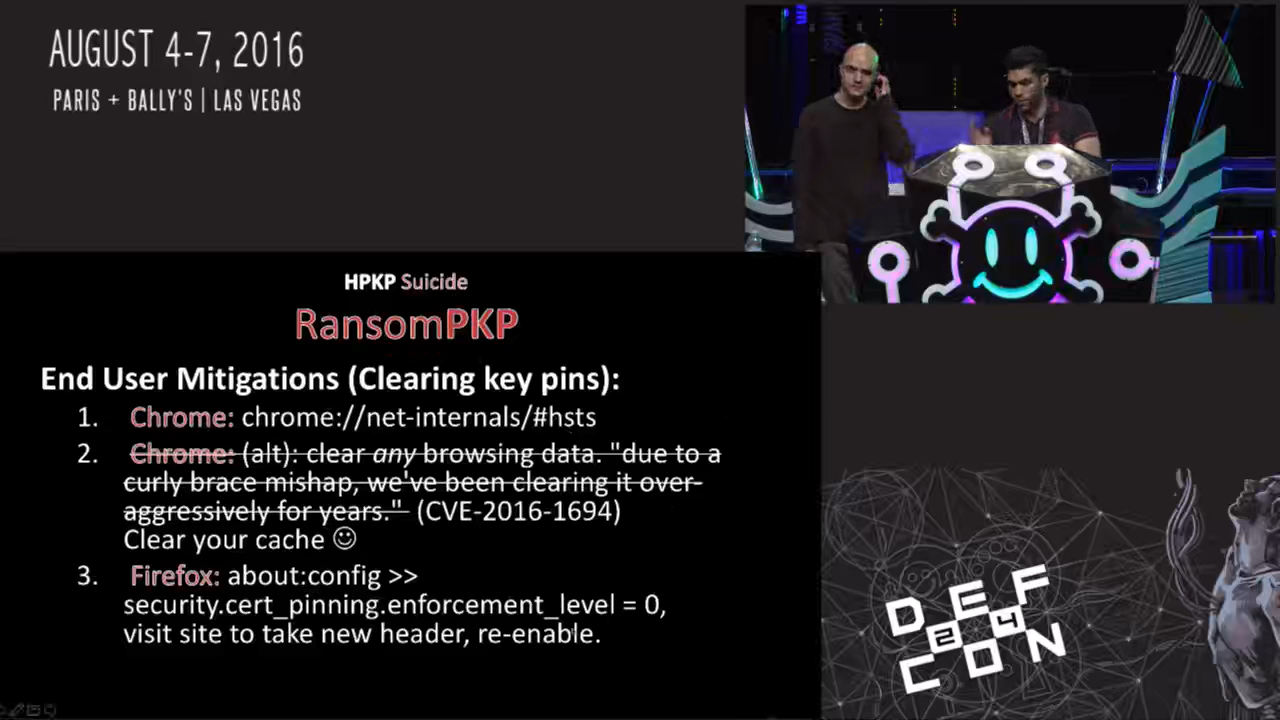 AUGUST 4-7, 2016
PARIS + BALLY'S | LAS VEGAS
HPKP Suicide
RansomPKP
End User Mitigations (Clearing key pins):
1. Chrome: chrome://net-internals/#hsts
2. Chrome: (alt): clear any browsing data. "due to a
curly brace mishap, we've been clearing it over-
aggressively for years." (CVE-2016-1694)
Clear your cache ☺
3. Firefox: about:config >>
security.cert_pinning.enforcement_level = 0,
visit site to take new header, re-enable.
DEF
24
CON